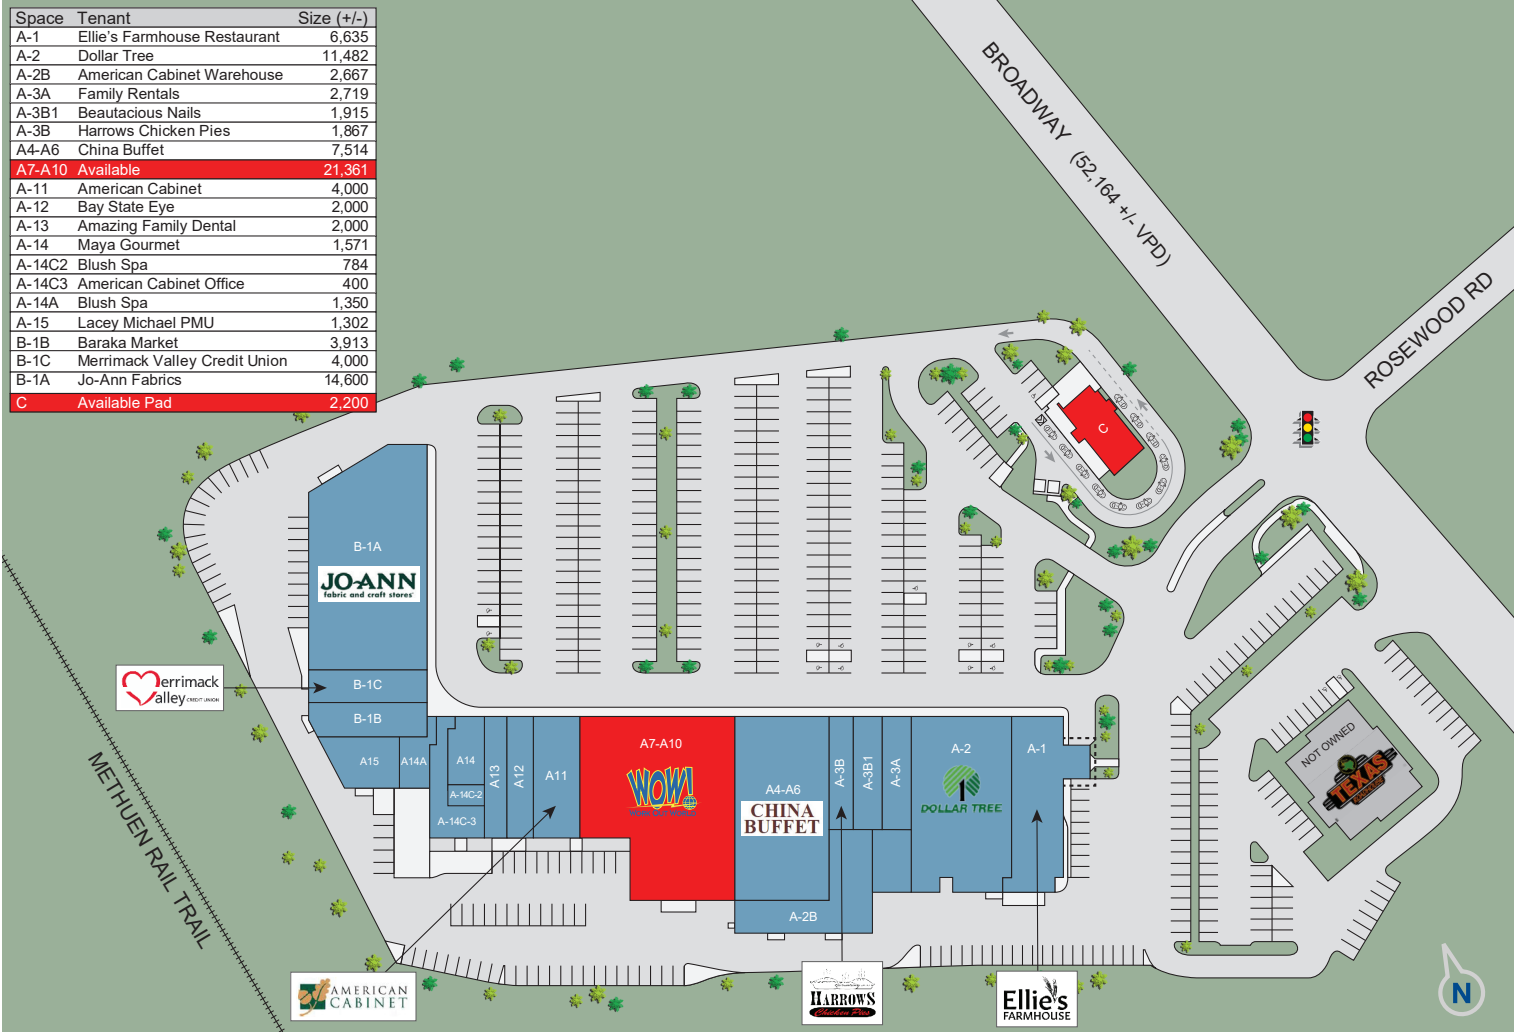 Space Tenant Size (+/-)
A-1 Ellie's Farmhouse Restaurant 6,635
A-2 Dollar Tree 11,482
A-2B American Cabinet Warehouse 2,667
A-3A Family Rentals 2,719
A-3B1 Beautacious Nails 1,915
A-3B Harrows Chicken Pies 1,867
A4-A6 China Buffet 7,514
A7-A10 Available 21,361
A-11 American Cabinet 4,000
A-12 Bay State Eye 2,000
A-13 Amazing Family Dental 2,000
A-14 Maya Gourmet 1,571
A-14C2 Blush Spa 784
A-14C3 American Cabinet Office 400
A-14A Blush Spa 1,350
A-15 Lacey Michael PMU 1,302
B-1B Baraka Market 3,913
B-1C Merrimack Valley Credit Union 4,000
B-1A Jo-Ann Fabrics 14,600
C Available Pad 2,200
BROADWAY (52,164 +/- VPD)
ROSEWOOD RD
C
B-1A
JO-ANN
fabric and craft stores
B-1C
B-1B
Merrimack
Valley CREDIT UNION
A15
A14A
A14
A-14C-2
A-14C-3
A13
A12
A11
A7-A10
WOW!
A4-A6
CHINA
BUFFET
A-3B
A-3B1
A-3A
A-2
DOLLAR TREE
A-1
A-2B
NOT OWNED
TEXAS
METHUEN RAIL TRAIL
AMERICAN
CABINET
HARROWS
Chicken Pies
Ellie's
FARMHOUSE
N